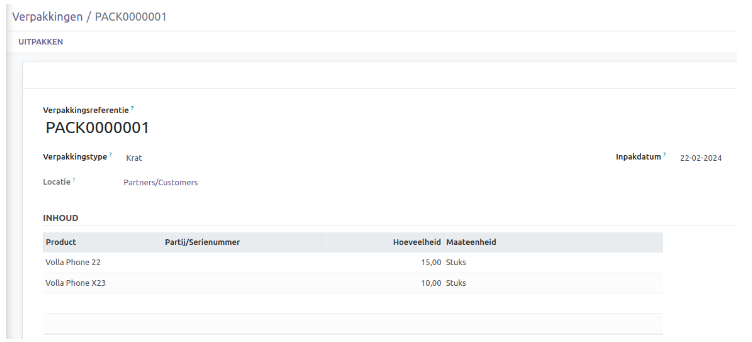 Verpakkingen / PACK0000001
UITPAKKEN
Verpakkingsreferentie ?
PACK0000001
Verpakkingstype ? Krat Inpakdatum ? 22-02-2024
Locatie ? Partners/Customers
INHOUD
Product Partij/Serienummer Hoeveelheid Maateenheid
Volla Phone 22 15,00 Stuks
Volla Phone X23 10,00 Stuks